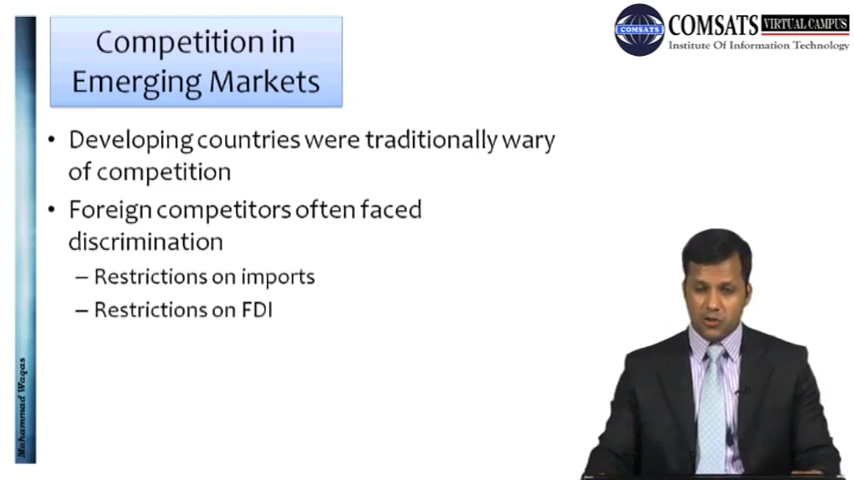 Competition in
Emerging Markets
COMSATS
COMSATS VIRTUAL CAMPUS
Institute Of Information Technology
• Developing countries were traditionally wary
of competition
• Foreign competitors often faced
discrimination
– Restrictions on imports
– Restrictions on FDI
Muhammad Waqas